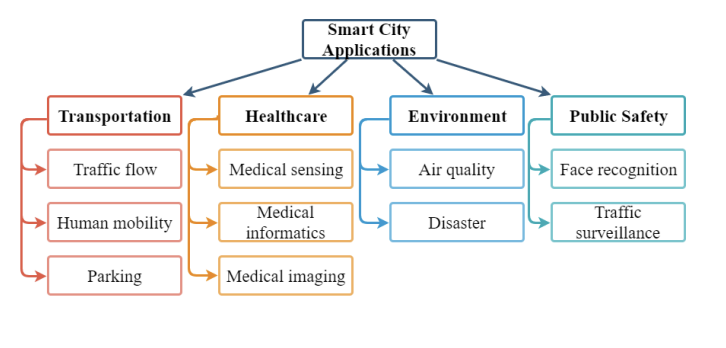 Smart City
Applications
Transportation
Healthcare
Environment
Public Safety
Traffic flow
Medical sensing
Air quality
Face recognition
Human mobility
Medical
informatics
Disaster
Traffic
surveillance
Parking
Medical imaging